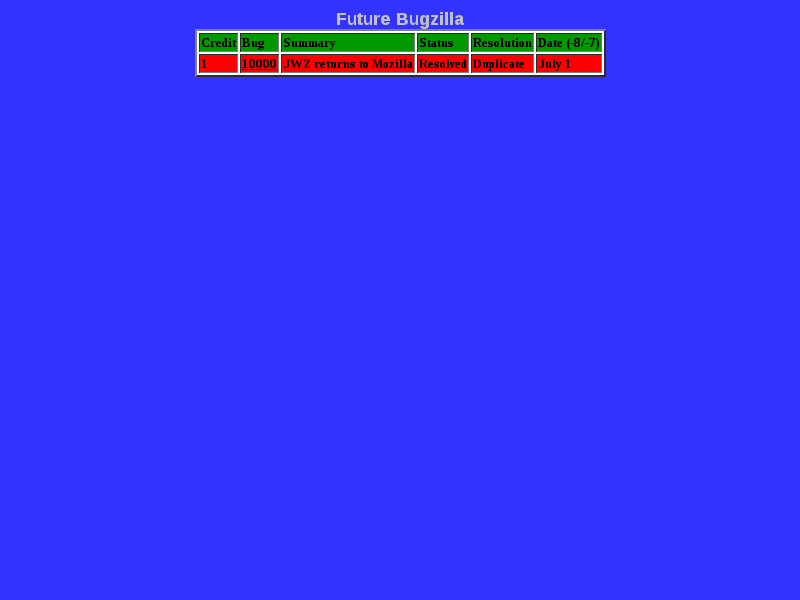 Future Bugzilla
Credit Bug Summary Status Resolution Date (-8/-7)
1 10000 JWZ returns to Mozilla Resolved Duplicate July 1